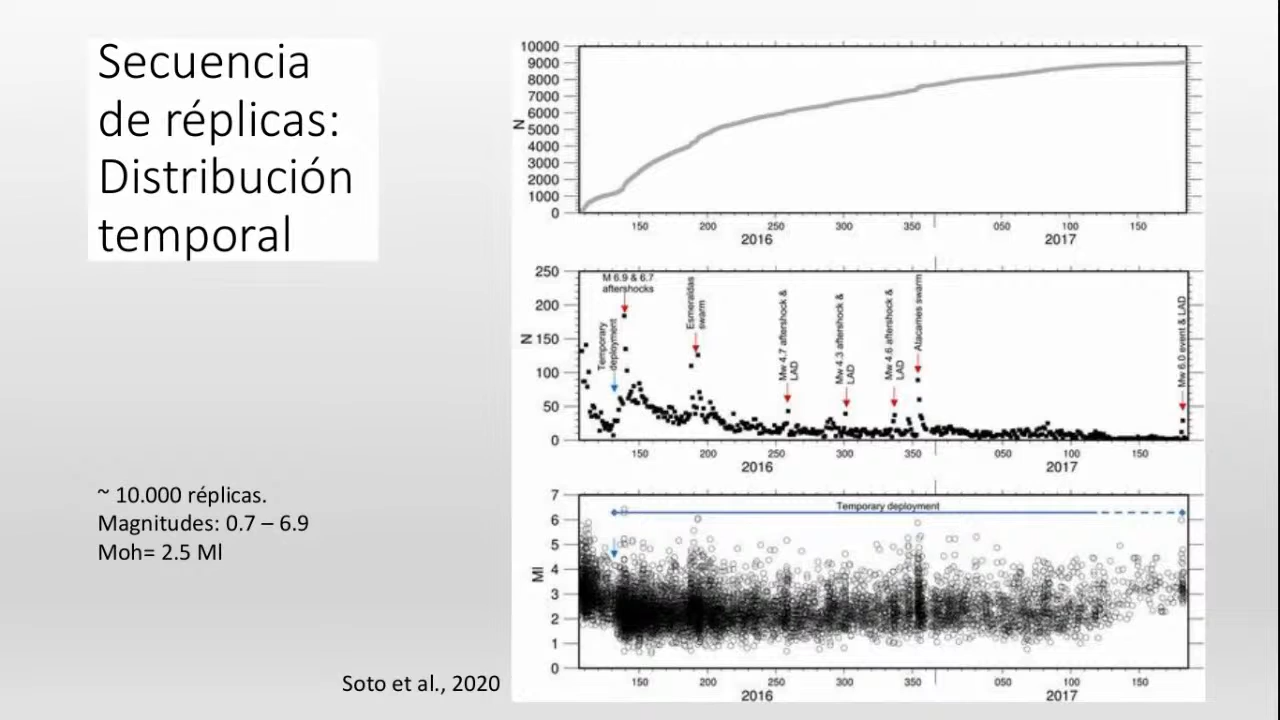 Secuencia
de réplicas:
Distribución
temporal
~ 10.000 réplicas.
Magnitudes: 0.7 – 6.9
Moh= 2.5 Ml
Soto et al., 2020
10000
9000
8000
7000
6000
5000
4000
3000
2000
1000
0
N
150 200 250 300 350 050 100 150
2016 2017
250
200
150
100
50
0
N
M 6.9 & 6.7
aftershocks
Temporary
deployment
Esmeraldas
swarm
Mw 4.7 aftershock &
LAD
Mw 4.3 aftershock &
LAD
Mw 4.6 aftershock &
LAD
Atacames swarm
Mw 6.0 event & LAD
150 200 250 300 350 050 100 150
2016 2017
7
6
5
4
3
2
1
0
Ml
Temporary deployment
150 200 250 300 350 050 100 150
2016 2017